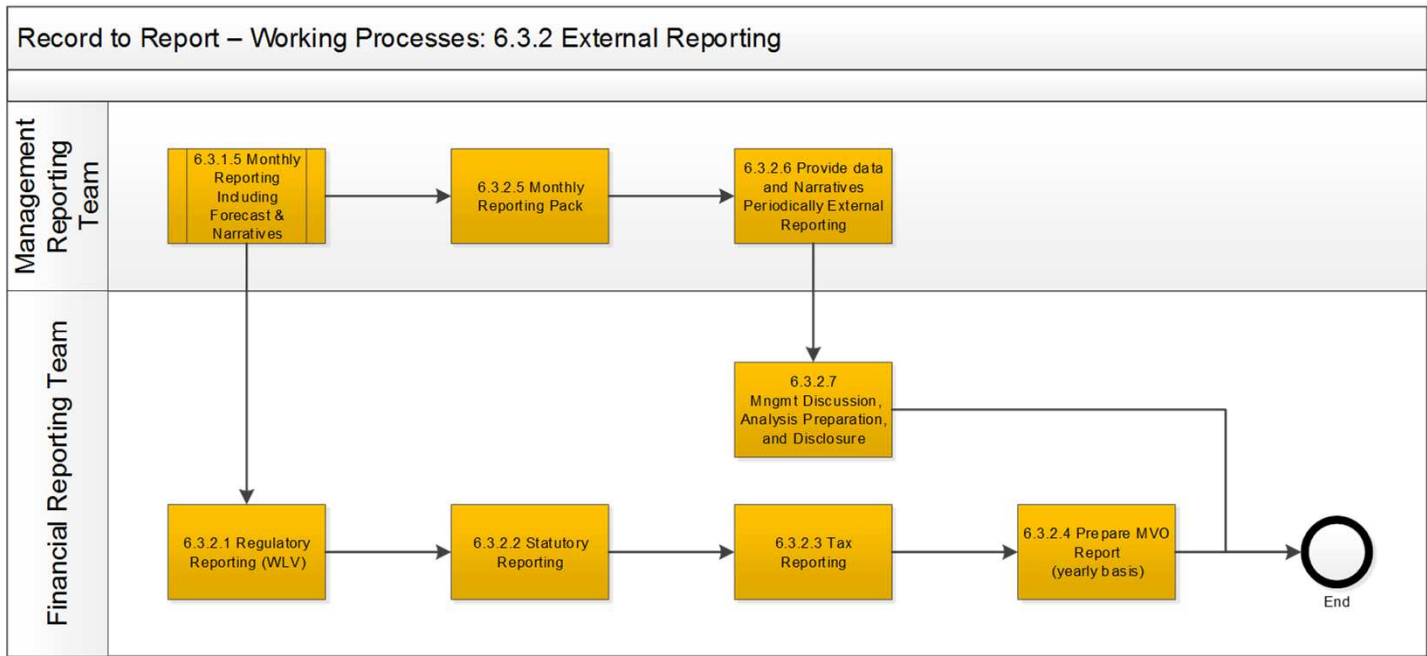 Record to Report – Working Processes: 6.3.2 External Reporting
Management
Reporting
Team
6.3.1.5 Monthly
Reporting
Including
Forecast &
Narratives
6.3.2.5 Monthly
Reporting Pack
6.3.2.6 Provide data
and Narratives
Periodically External
Reporting
Financial Reporting Team
6.3.2.7
Mngmt Discussion,
Analysis Preparation,
and Disclosure
6.3.2.1 Regulatory
Reporting (WLV)
6.3.2.2 Statutory
Reporting
6.3.2.3 Tax
Reporting
6.3.2.4 Prepare MVO
Report
(yearly basis)
End